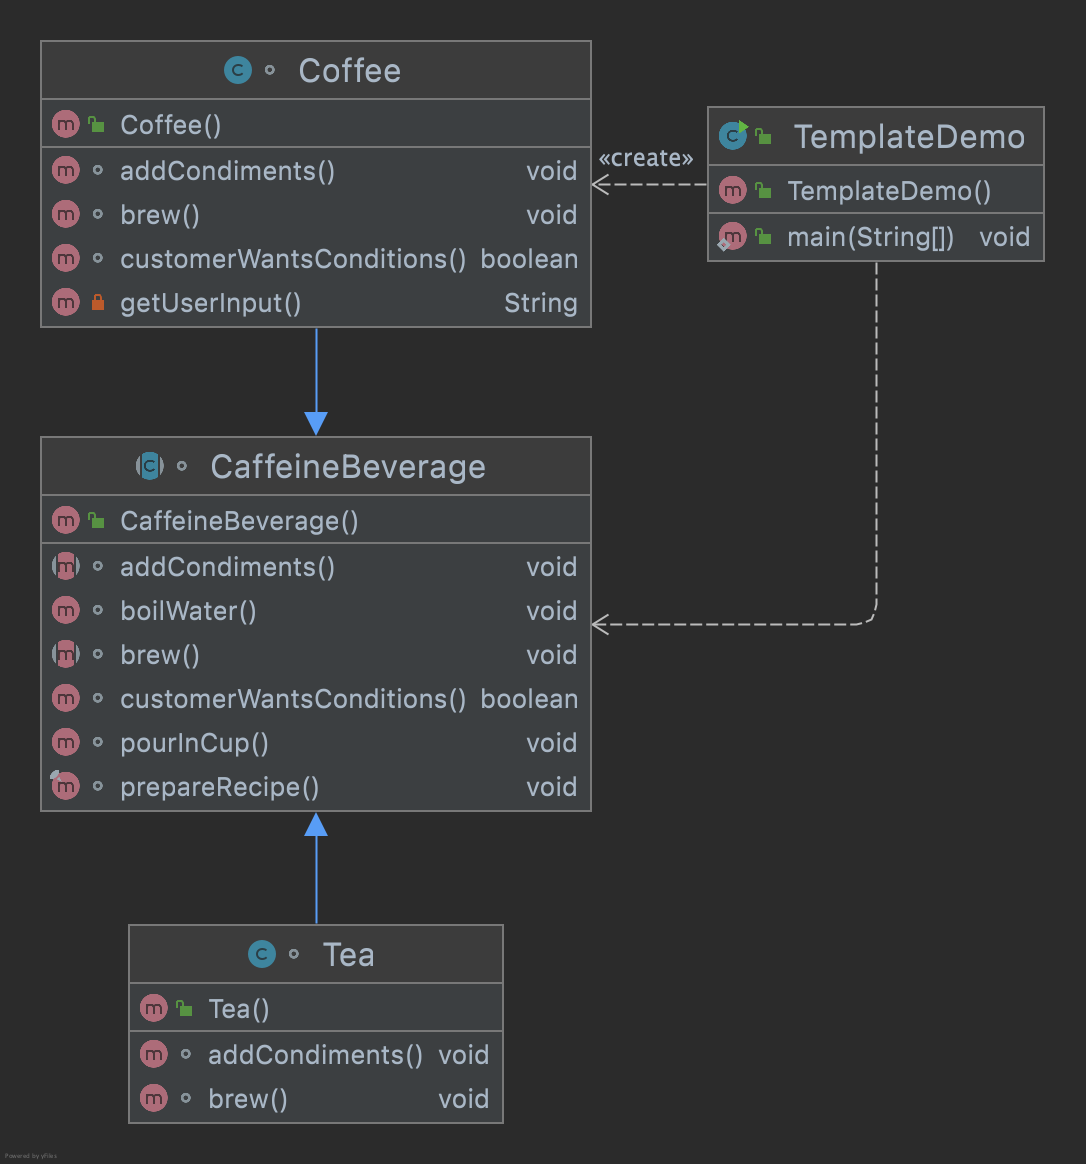 Coffee
Coffee()
addCondiments() void
brew() void
customerWantsConditions() boolean
getUserInput() String
«create»
TemplateDemo
TemplateDemo()
main(String[]) void
CaffeineBeverage
CaffeineBeverage()
addCondiments() void
boilWater() void
brew() void
customerWantsConditions() boolean
pourInCup() void
prepareRecipe() void
Tea
Tea()
addCondiments() void
brew() void
Powered by yFiles